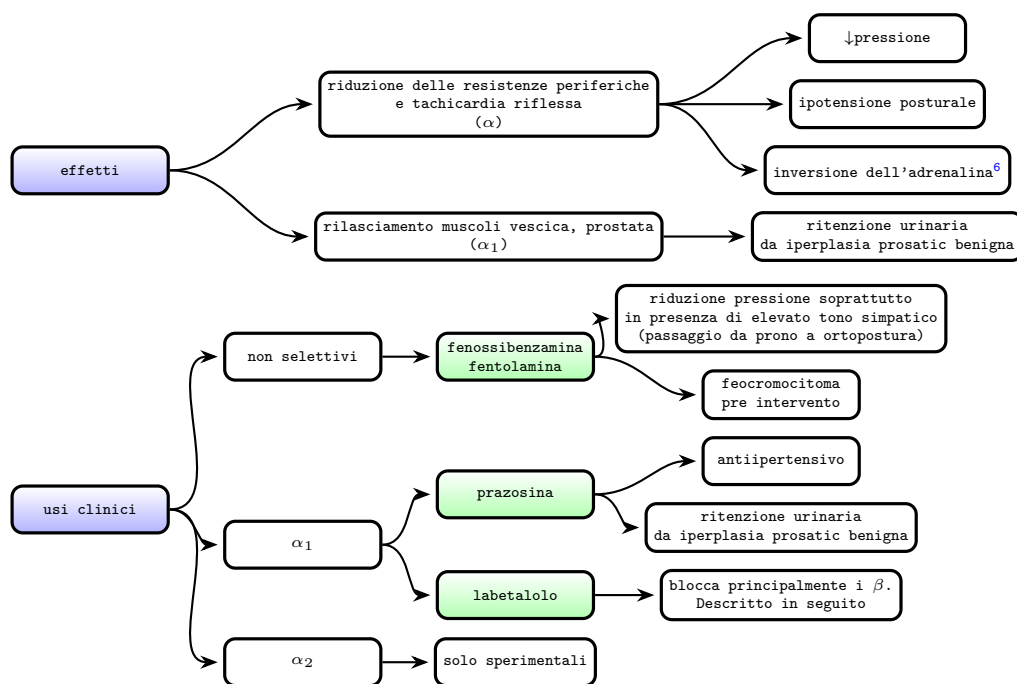 effetti
riduzione delle resistenze periferiche
e tachicardia riflessa
(α)
↓pressione
ipotensione posturale
inversione dell'adrenalina⁶
rilasciamento muscoli vescica, prostata
(α₁)
ritenzione urinaria
da iperplasia prosatic benigna
usi clinici
non selettivi
fenossibenzamina
fentolamina
riduzione pressione soprattutto
in presenza di elevato tono simpatico
(passaggio da prono a ortopostura)
feocromocitoma
pre intervento
α₁
prazosina
antiipertensivo
ritenzione urinaria
da iperplasia prosatic benigna
labetalolo
blocca principalmente i β.
Descritto in seguito
α₂
solo sperimentali